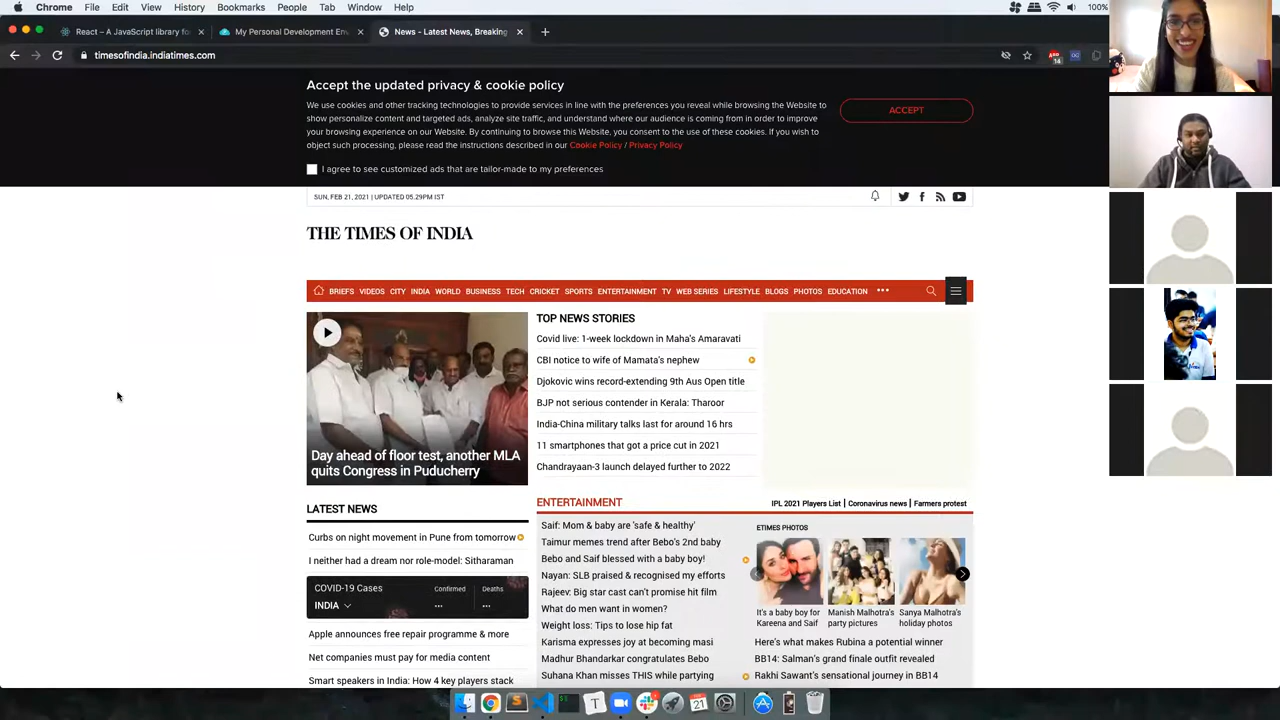 Chrome File Edit View History Bookmarks People Tab Window Help 100%
React – A JavaScript library fo
My Personal Development Env
News - Latest News, Breaking
timesofindia.indiatimes.com
14
Accept the updated privacy & cookie policy
We use cookies and other tracking technologies to provide services in line with the preferences you reveal while browsing the Website to
show personalize content and targeted ads, analyze site traffic, and understand where our audience is coming from in order to improve
your browsing experience on our Website. By continuing to browse this Website, you consent to the use of these cookies. If you wish to
object such processing, please read the instructions described in our Cookie Policy / Privacy Policy
ACCEPT
I agree to see customized ads that are tailor-made to my preferences
SUN, FEB 21, 2021 | UPDATED 05.29PM IST
THE TIMES OF INDIA
BRIEFS VIDEOS CITY INDIA WORLD BUSINESS TECH CRICKET SPORTS ENTERTAINMENT TV WEB SERIES LIFESTYLE BLOGS PHOTOS EDUCATION
Day ahead of floor test, another MLA
quits Congress in Puducherry
LATEST NEWS
Curbs on night movement in Pune from tomorrow
I neither had a dream nor role-model: Sitharaman
COVID-19 Cases
INDIA
Confirmed
...
Deaths
...
Apple announces free repair programme & more
Net companies must pay for media content
Smart speakers in India: How 4 key players stack
TOP NEWS STORIES
Covid live: 1-week lockdown in Maha's Amaravati
CBI notice to wife of Mamata's nephew
Djokovic wins record-extending 9th Aus Open title
BJP not serious contender in Kerala: Tharoor
India-China military talks last for around 16 hrs
11 smartphones that got a price cut in 2021
Chandrayaan-3 launch delayed further to 2022
ENTERTAINMENT
IPL 2021 Players List | Coronavirus news | Farmers protest
Saif: Mom & baby are 'safe & healthy'
Taimur memes trend after Bebo's 2nd baby
Bebo and Saif blessed with a baby boy!
Nayan: SLB praised & recognised my efforts
Rajeev: Big star cast can't promise hit film
What do men want in women?
Weight loss: Tips to lose hip fat
Karisma expresses joy at becoming masi
Madhur Bhandarkar congratulates Bebo
Suhana Khan misses THIS while partying
ETIMES PHOTOS
It's a baby boy for
Kareena and Saif
Manish Malhotra's
party pictures
Sanya Malhotra's
holiday photos
Here's what makes Rubina a potential winner
BB14: Salman's grand finale outfit revealed
Rakhi Sawant's sensational journey in BB14
T
21